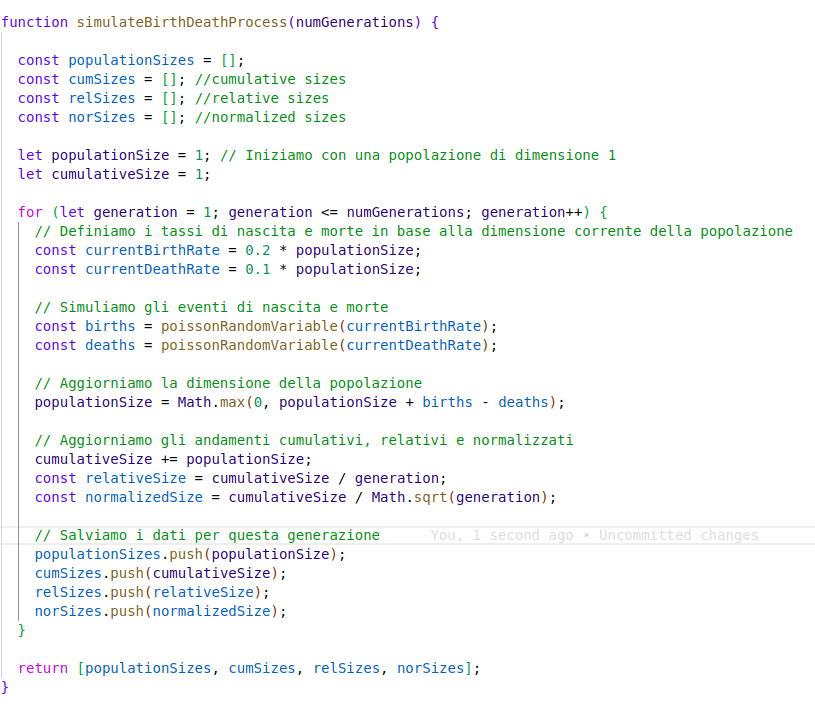 function simulateBirthDeathProcess(numGenerations) {
const populationSizes = [];
const cumSizes = []; //cumulative sizes
const relSizes = []; //relative sizes
const norSizes = []; //normalized sizes
let populationSize = 1; // Iniziamo con una popolazione di dimensione 1
let cumulativeSize = 1;
for (let generation = 1; generation <= numGenerations; generation++) {
// Definiamo i tassi di nascita e morte in base alla dimensione corrente della popolazione
const currentBirthRate = 0.2 * populationSize;
const currentDeathRate = 0.1 * populationSize;
// Simuliamo gli eventi di nascita e morte
const births = poissonRandomVariable(currentBirthRate);
const deaths = poissonRandomVariable(currentDeathRate);
// Aggiorniamo la dimensione della popolazione
populationSize = Math.max(0, populationSize + births - deaths);
// Aggiorniamo gli andamenti cumulativi, relativi e normalizzati
cumulativeSize += populationSize;
const relativeSize = cumulativeSize / generation;
const normalizedSize = cumulativeSize / Math.sqrt(generation);
// Salviamo i dati per questa generazione You, 1 second ago • Uncommitted changes
populationSizes.push(populationSize);
cumSizes.push(cumulativeSize);
relSizes.push(relativeSize);
norSizes.push(normalizedSize);
}
return [populationSizes, cumSizes, relSizes, norSizes];
}